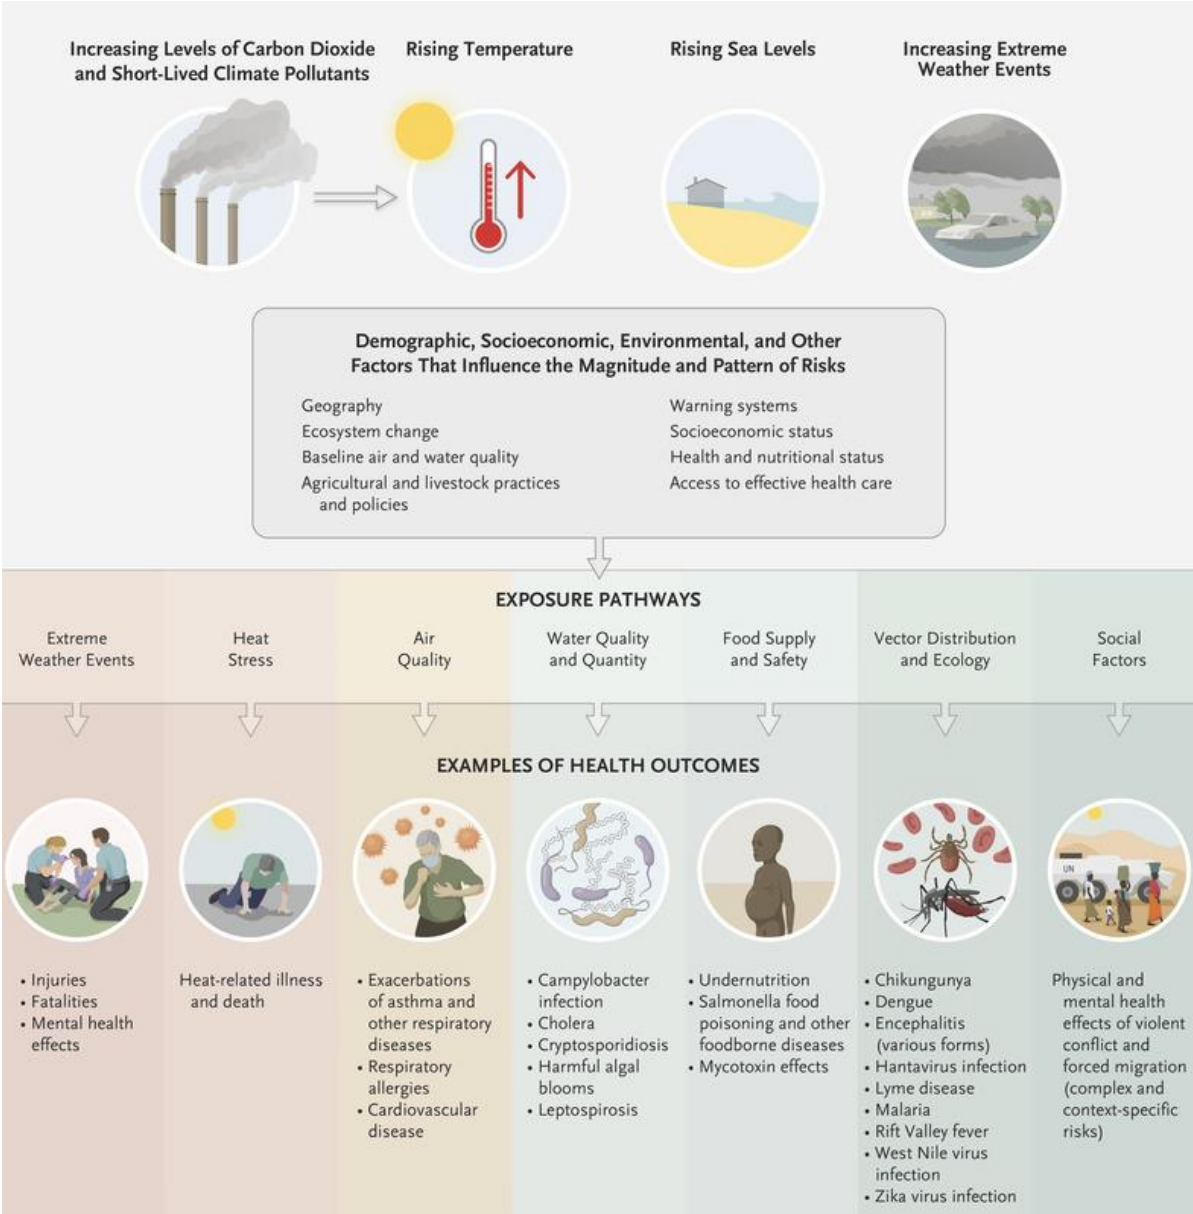 Increasing Levels of Carbon Dioxide
and Short-Lived Climate Pollutants
Rising Temperature
Rising Sea Levels
Increasing Extreme
Weather Events
Demographic, Socioeconomic, Environmental, and Other
Factors That Influence the Magnitude and Pattern of Risks
Geography
Ecosystem change
Baseline air and water quality
Agricultural and livestock practices
and policies
Warning systems
Socioeconomic status
Health and nutritional status
Access to effective health care
EXPOSURE PATHWAYS
Extreme
Weather Events
Heat
Stress
Air
Quality
Water Quality
and Quantity
Food Supply
and Safety
Vector Distribution
and Ecology
Social
Factors
EXAMPLES OF HEALTH OUTCOMES
UN
• Injuries
• Fatalities
• Mental health
effects
Heat-related illness
and death
• Exacerbations
of asthma and
other respiratory
diseases
• Respiratory
allergies
• Cardiovascular
disease
• Campylobacter
infection
• Cholera
• Cryptosporidiosis
• Harmful algal
blooms
• Leptospirosis
• Undernutrition
• Salmonella food
poisoning and other
foodborne diseases
• Mycotoxin effects
• Chikungunya
• Dengue
• Encephalitis
(various forms)
• Hantavirus infection
• Lyme disease
• Malaria
• Rift Valley fever
• West Nile virus
infection
• Zika virus infection
Physical and
mental health
effects of violent
conflict and
forced migration
(complex and
context-specific
risks)